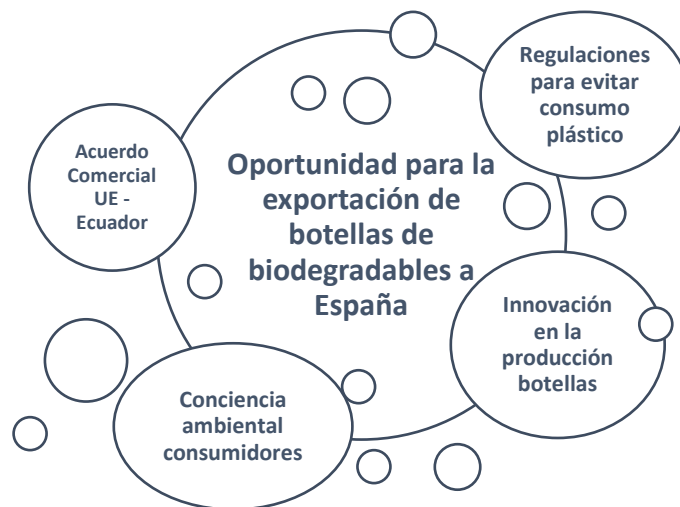 Oportunidad para la
exportación de
botellas de
biodegradables a
España
Regulaciones
para evitar
consumo
plástico
Innovación
en la
producción
botellas
Conciencia
ambiental
consumidores
Acuerdo
Comercial
UE -
Ecuador